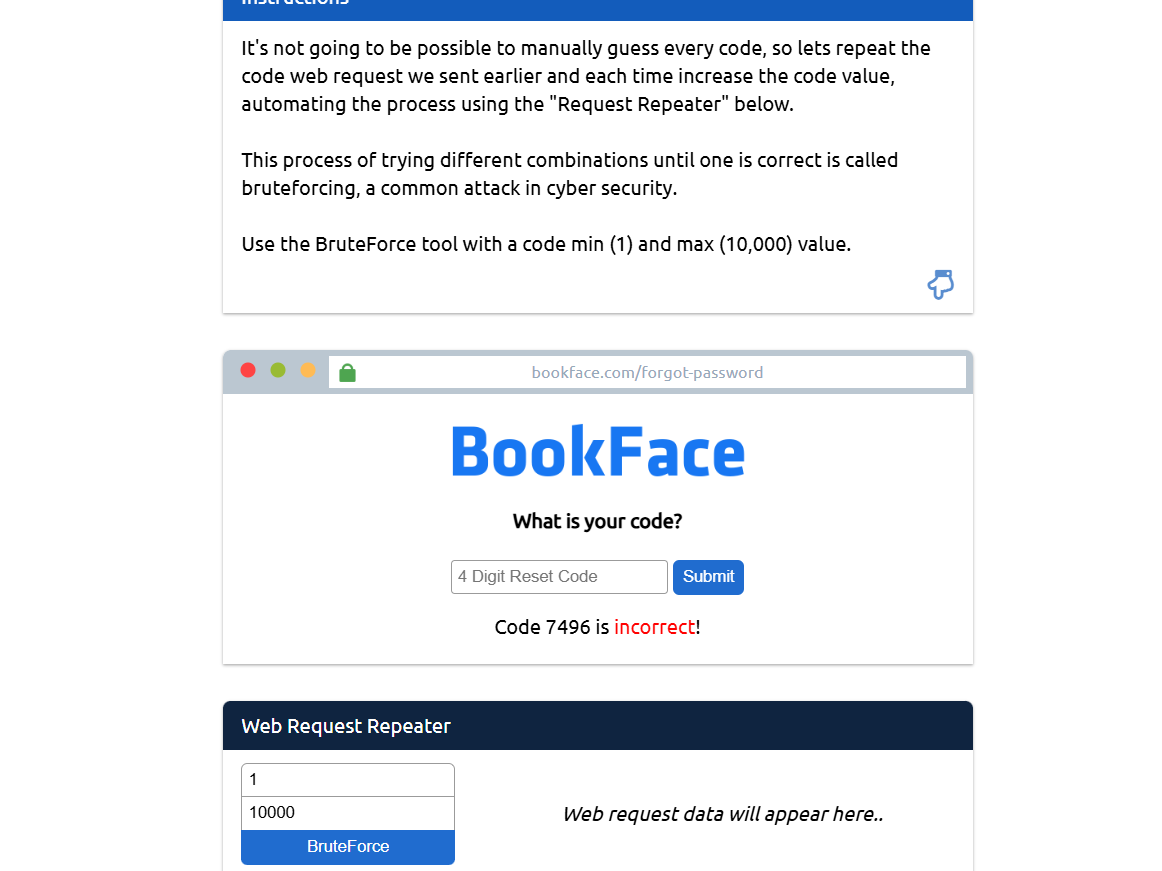 Instructions
It's not going to be possible to manually guess every code, so lets repeat the
code web request we sent earlier and each time increase the code value,
automating the process using the "Request Repeater" below.
This process of trying different combinations until one is correct is called
bruteforcing, a common attack in cyber security.
Use the BruteForce tool with a code min (1) and max (10,000) value.
bookface.com/forgot-password
BookFace
What is your code?
4 Digit Reset Code
Submit
Code 7496 is incorrect!
Web Request Repeater
1
10000
Web request data will appear here..
BruteForce